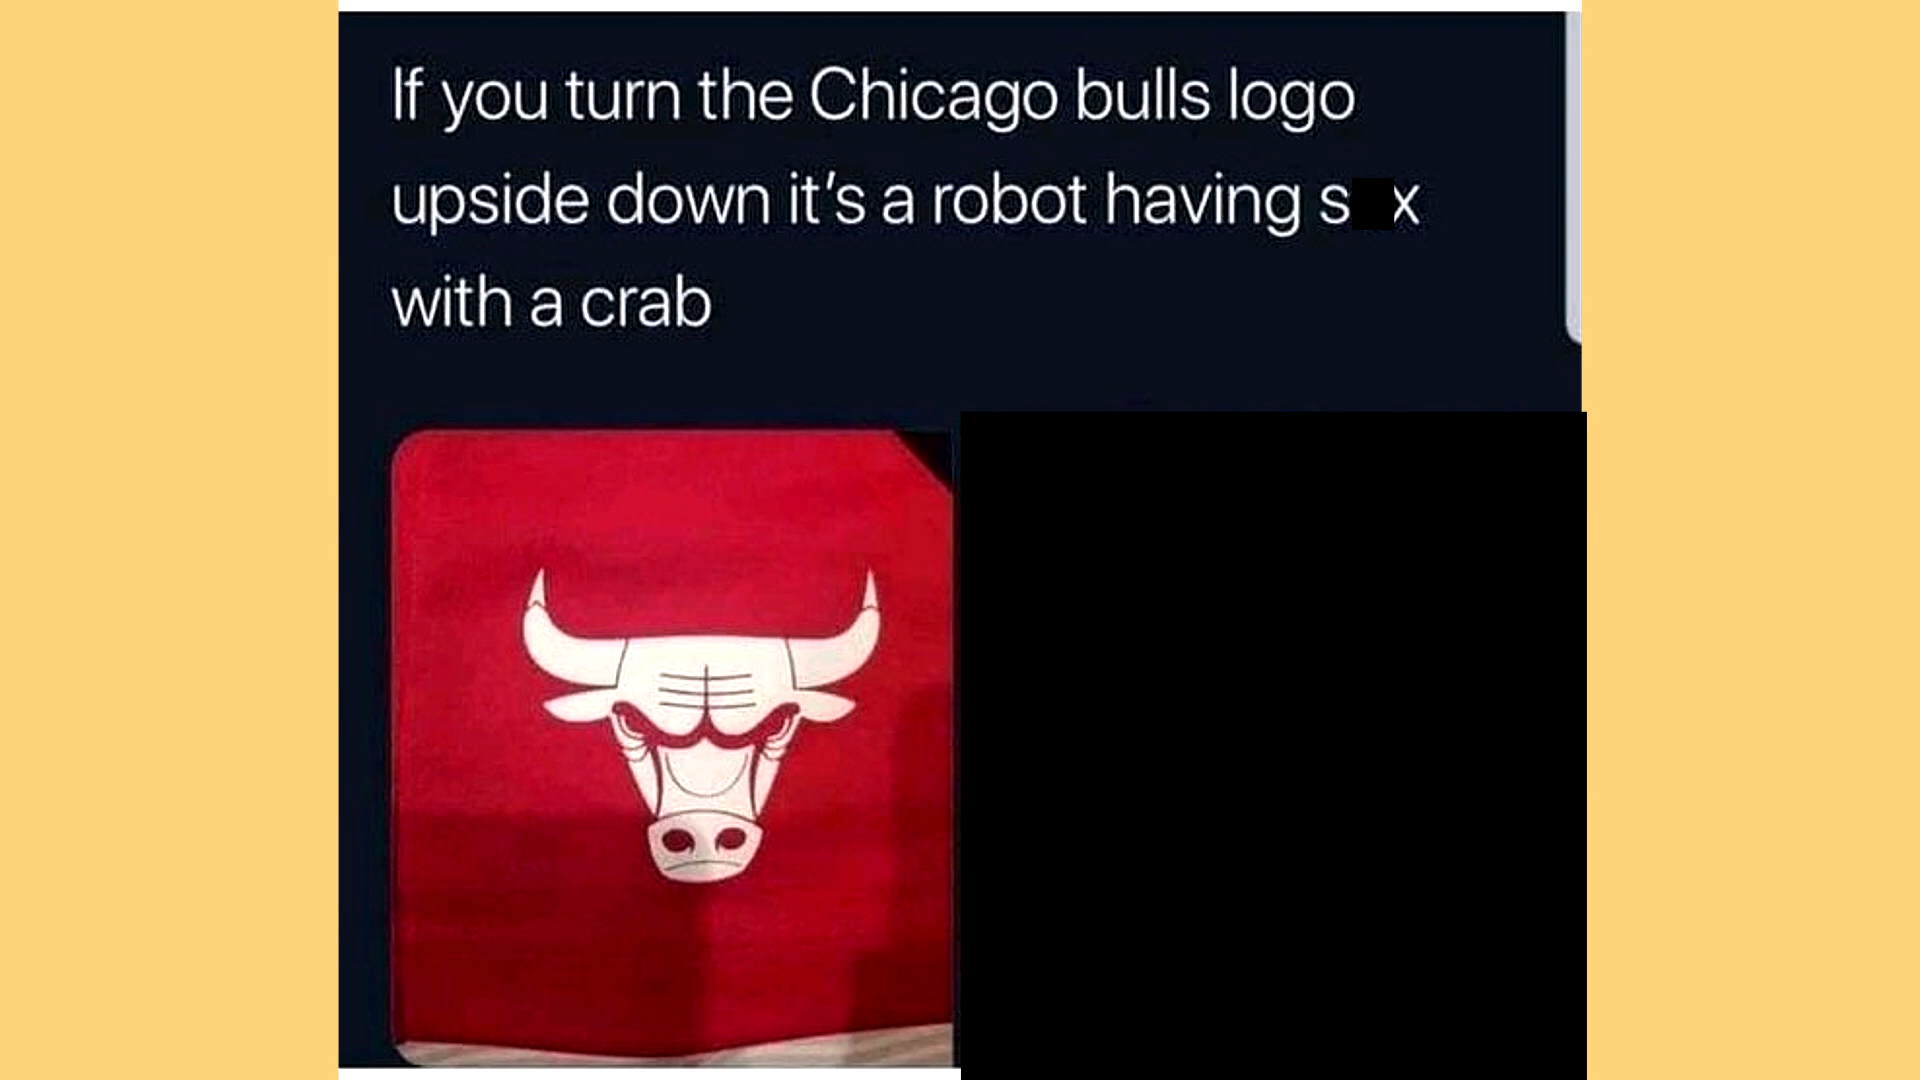 If you turn the Chicago bulls logo
upside down it's a robot having s x
with a crab